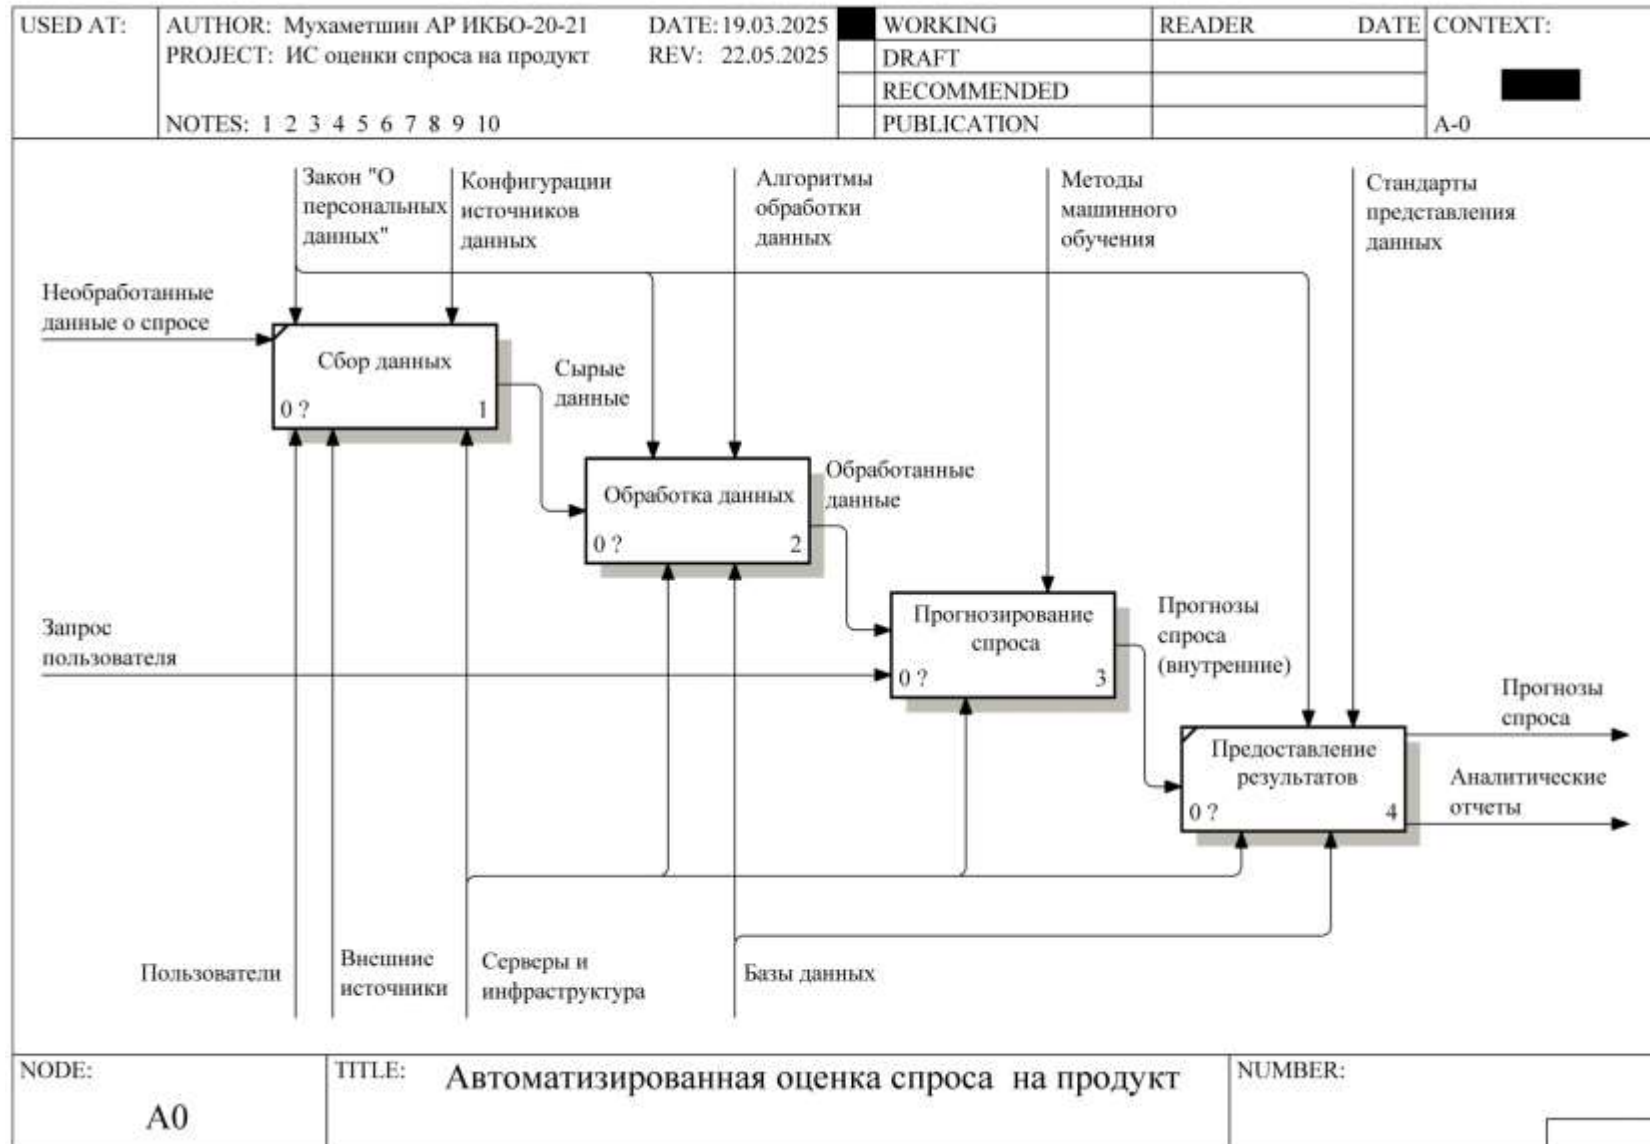 USED AT:
AUTHOR: Мухаметшин АР ИКБО-20-21
DATE: 19.03.2025
PROJECT: ИС оценки спроса на продукт
REV: 22.05.2025
NOTES: 1 2 3 4 5 6 7 8 9 10
WORKING
DRAFT
RECOMMENDED
PUBLICATION
READER
DATE
CONTEXT:
A-0
Закон "О
персональных
данных"
Конфигурации
источников
данных
Алгоритмы
обработки
данных
Методы
машинного
обучения
Стандарты
представления
данных
Необработанные
данные о спросе
Сбор данных
0 ?
1
Сырые
данные
Обработка данных
0 ?
2
Обработанные
данные
Запрос
пользователя
Прогнозирование
спроса
0 ?
3
Прогнозы
спроса
(внутренние)
Предоставление
результатов
0 ?
4
Прогнозы
спроса
Аналитические
отчеты
Пользователи
Внешние
источники
Серверы и
инфраструктура
Базы данных
NODE:
A0
TITLE:
Автоматизированная оценка спроса на продукт
NUMBER: